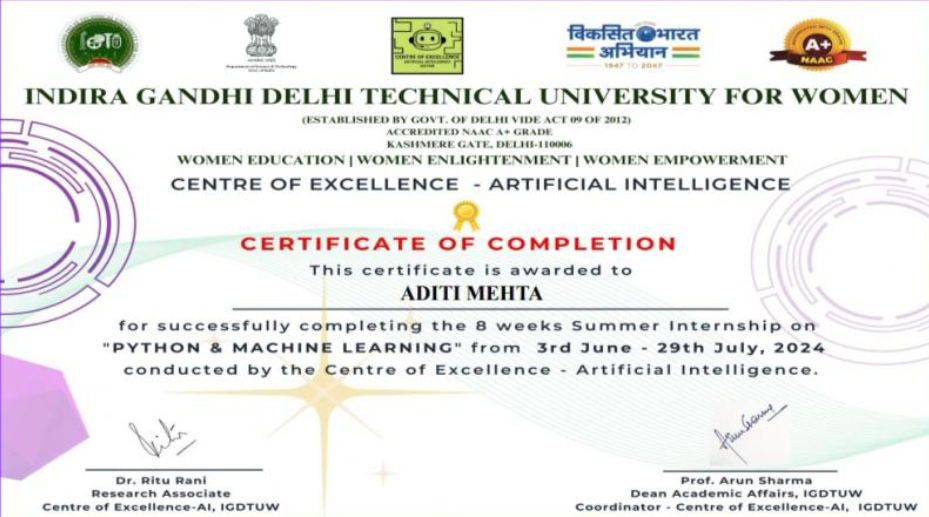 IGDTUW
CENTRE OF EXCELLENCE
ARTIFICIAL INTELLIGENCE
विकसित भारत
अभियान
1947 TO 2047
A+
NAAC
INDIRA GANDHI DELHI TECHNICAL UNIVERSITY FOR WOMEN
(ESTABLISHED BY GOVT. OF DELHI VIDE ACT 09 OF 2012)
ACCREDITED NAAC A+ GRADE
KASHMERE GATE, DELHI-110006
WOMEN EDUCATION | WOMEN ENLIGHTENMENT | WOMEN EMPOWERMENT
CENTRE OF EXCELLENCE - ARTIFICIAL INTELLIGENCE
CERTIFICATE OF COMPLETION
This certificate is awarded to
ADITI MEHTA
for successfully completing the 8 weeks Summer Internship on
"PYTHON & MACHINE LEARNING" from 3rd June - 29th July, 2024
conducted by the Centre of Excellence - Artificial Intelligence.
Dr. Ritu Rani
Research Associate
Centre of Excellence-AI, IGDTUW
Prof. Arun Sharma
Dean Academic Affairs, IGDTUW
Coordinator - Centre of Excellence-AI, IGDTUW